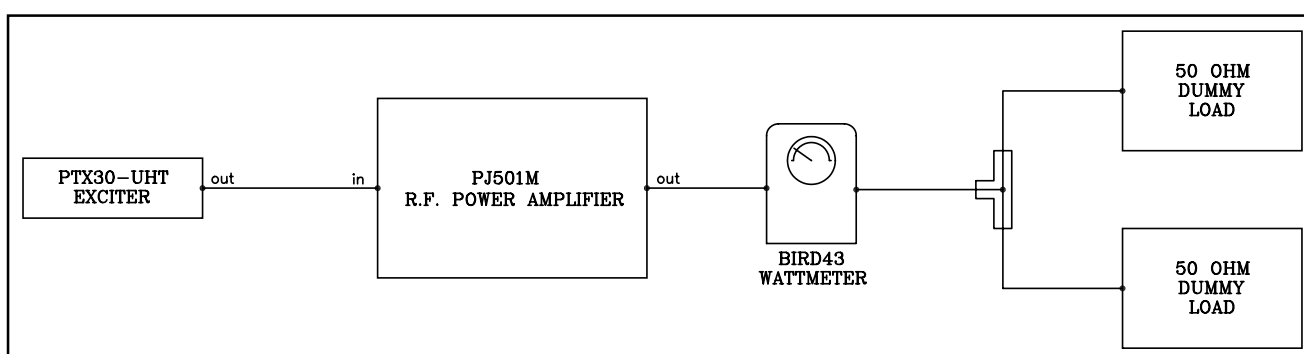 PTX30-UHT
EXCITER
out
in
PJ501M
R.F. POWER AMPLIFIER
out
BIRD43
WATTMETER
50 OHM
DUMMY
LOAD
50 OHM
DUMMY
LOAD